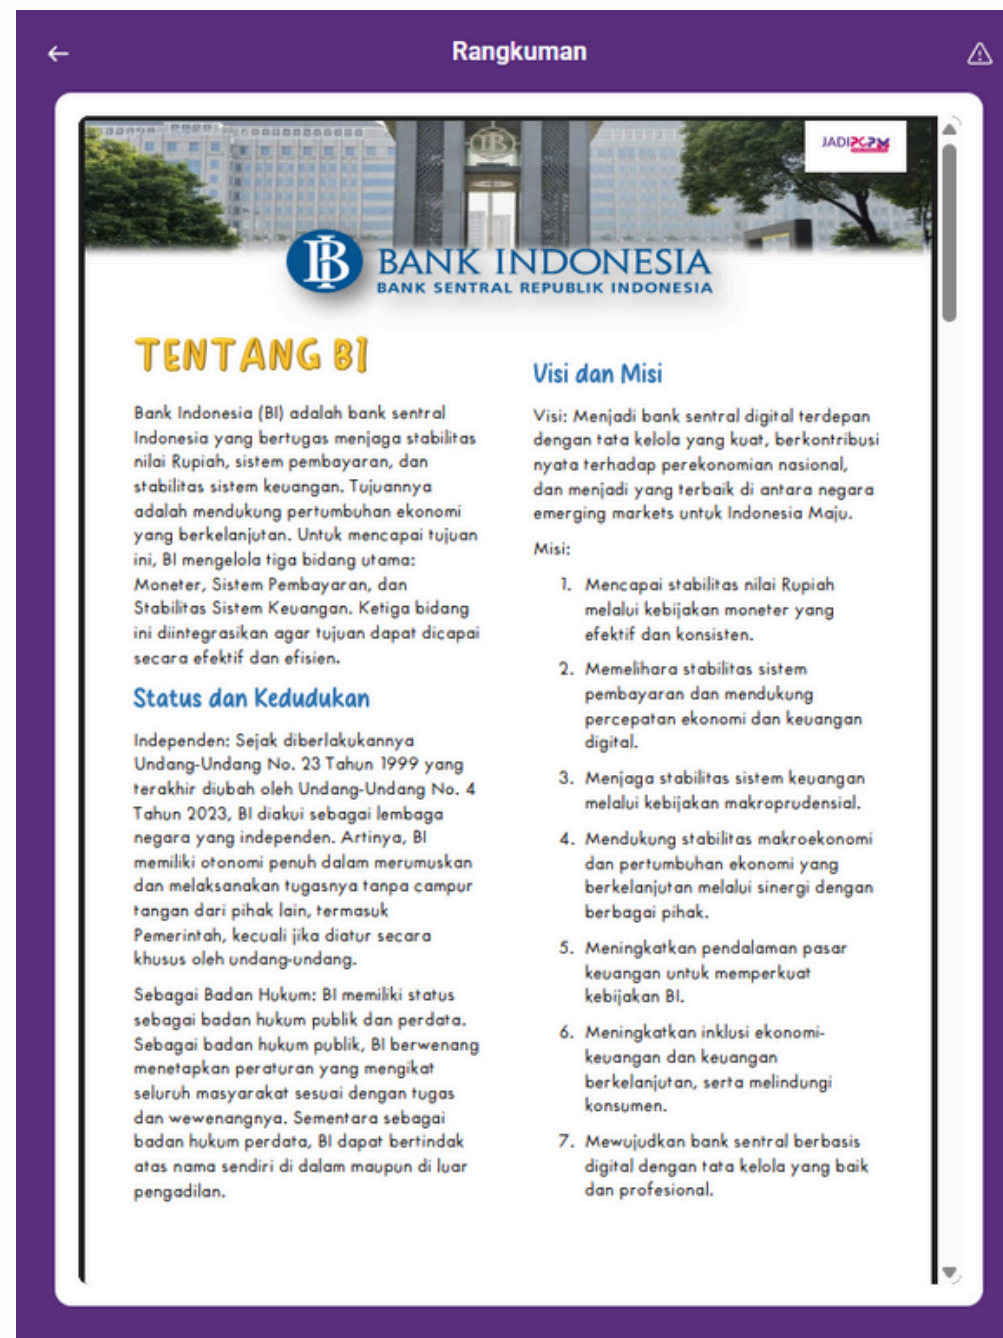 Rangkuman
JADIPCPM
BANK INDONESIA
BANK SENTRAL REPUBLIK INDONESIA
TENTANG BI
Bank Indonesia (BI) adalah bank sentral
Indonesia yang bertugas menjaga stabilitas
nilai Rupiah, sistem pembayaran, dan
stabilitas sistem keuangan. Tujuannya
adalah mendukung pertumbuhan ekonomi
yang berkelanjutan. Untuk mencapai tujuan
ini, BI mengelola tiga bidang utama:
Moneter, Sistem Pembayaran, dan
Stabilitas Sistem Keuangan. Ketiga bidang
ini diintegrasikan agar tujuan dapat dicapai
secara efektif dan efisien.
Status dan Kedudukan
Independen: Sejak diberlakukannya
Undang-Undang No. 23 Tahun 1999 yang
terakhir diubah oleh Undang-Undang No. 4
Tahun 2023, BI diakui sebagai lembaga
negara yang independen. Artinya, BI
memiliki otonomi penuh dalam merumuskan
dan melaksanakan tugasnya tanpa campur
tangan dari pihak lain, termasuk
Pemerintah, kecuali jika diatur secara
khusus oleh undang-undang.
Sebagai Badan Hukum: BI memiliki status
sebagai badan hukum publik dan perdata.
Sebagai badan hukum publik, BI berwenang
menetapkan peraturan yang mengikat
seluruh masyarakat sesuai dengan tugas
dan wewenangnya. Sementara sebagai
badan hukum perdata, BI dapat bertindak
atas nama sendiri di dalam maupun di luar
pengadilan.
Visi dan Misi
Visi: Menjadi bank sentral digital terdepan
dengan tata kelola yang kuat, berkontribusi
nyata terhadap perekonomian nasional,
dan menjadi yang terbaik di antara negara
emerging markets untuk Indonesia Maju.
Misi:
1. Mencapai stabilitas nilai Rupiah
melalui kebijakan moneter yang
efektif dan konsisten.
2. Memelihara stabilitas sistem
pembayaran dan mendukung
percepatan ekonomi dan keuangan
digital.
3. Menjaga stabilitas sistem keuangan
melalui kebijakan makroprudensial.
4. Mendukung stabilitas makroekonomi
dan pertumbuhan ekonomi yang
berkelanjutan melalui sinergi dengan
berbagai pihak.
5. Meningkatkan pendalaman pasar
keuangan untuk memperkuat
kebijakan BI.
6. Meningkatkan inklusi ekonomi-
keuangan dan keuangan
berkelanjutan, serta melindungi
konsumen.
7. Mewujudkan bank sentral berbasis
digital dengan tata kelola yang baik
dan profesional.